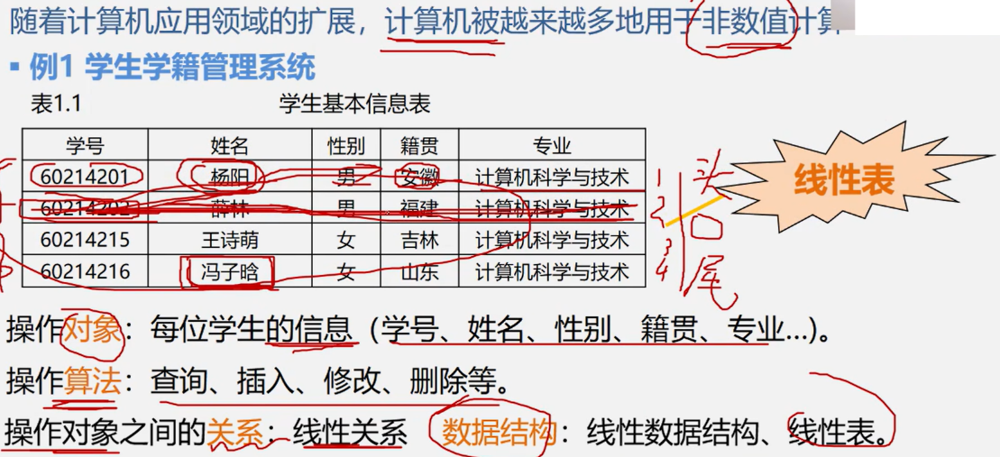 随着计算机应用领域的扩展，计算机被越来越多地用于非数值计算
▪ 例1 学生学籍管理系统
表1.1 学生基本信息表
学号 姓名 性别 籍贯 专业
60214201 杨阳 男 安徽 计算机科学与技术
60214202 薛林 男 福建 计算机科学与技术
60214215 王诗萌 女 吉林 计算机科学与技术
60214216 冯子晗 女 山东 计算机科学与技术
1 头
2
3
4 尾
线性表
操作对象：每位学生的信息（学号、姓名、性别、籍贯、专业...）。
操作算法：查询、插入、修改、删除等。
操作对象之间的关系：线性关系 数据结构：线性数据结构、线性表。